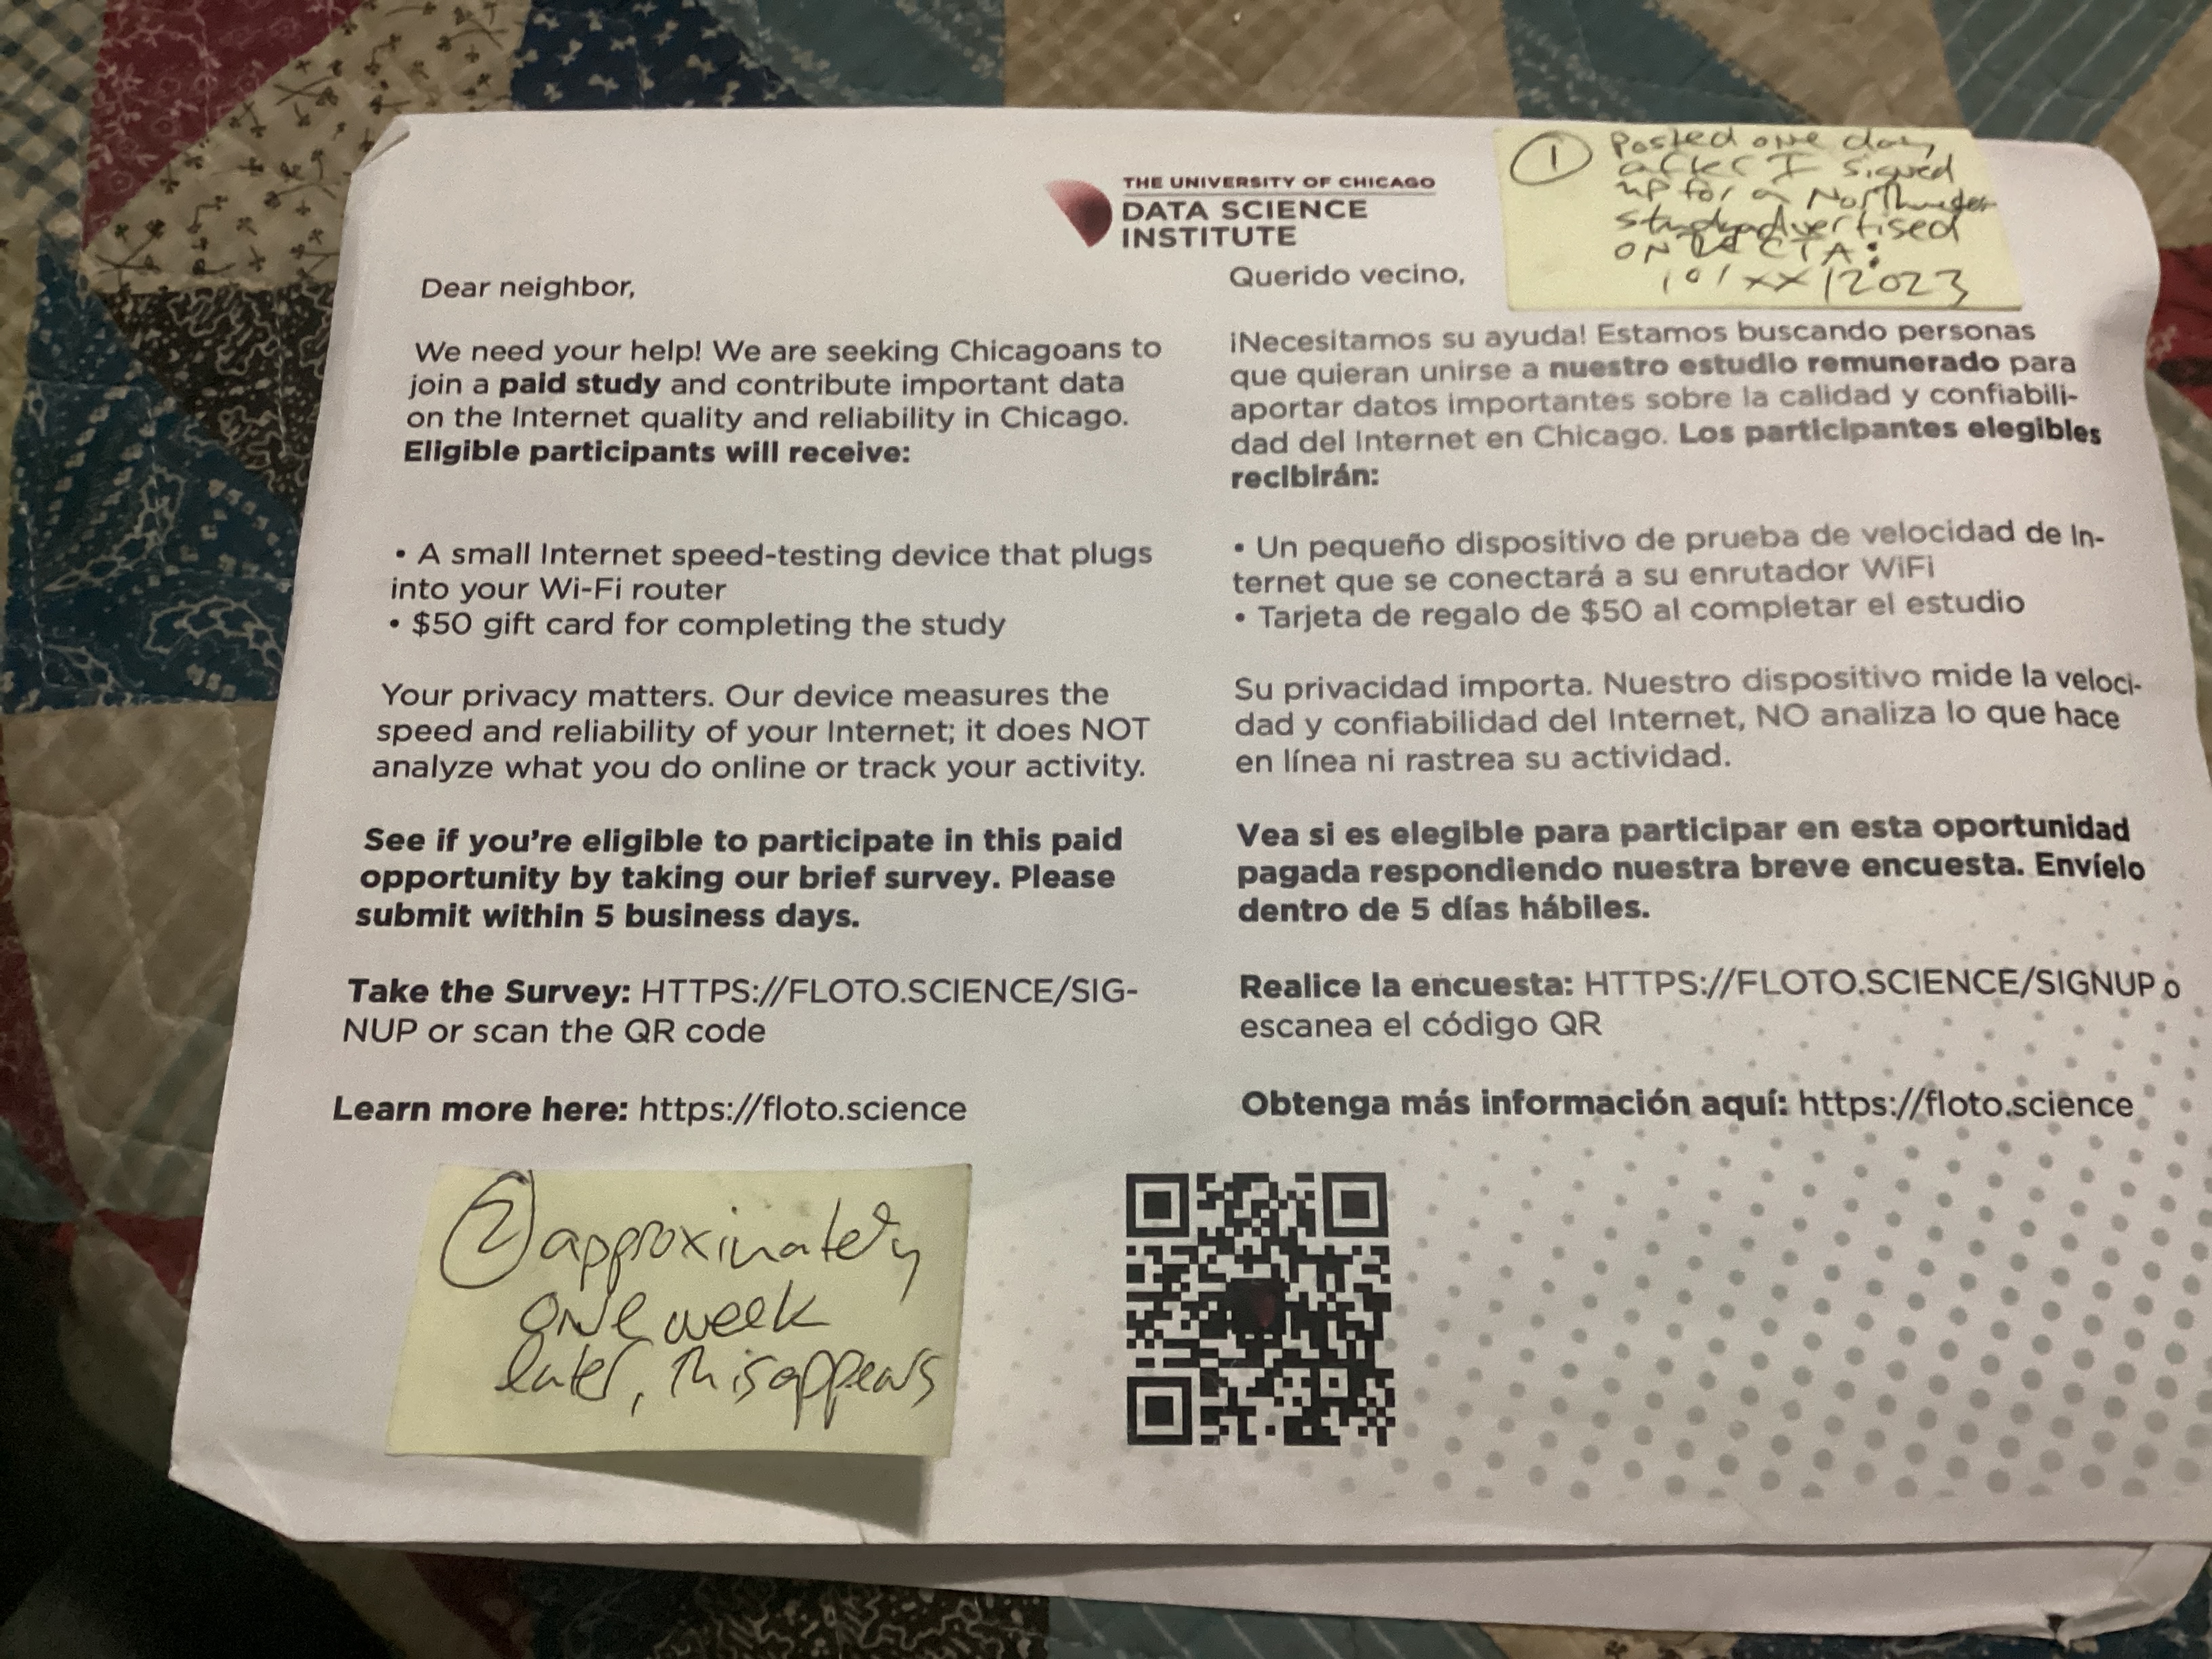 THE UNIVERSITY OF CHICAGO
DATA SCIENCE
INSTITUTE
① Posted one day
after I signed
up for a Northwestern
advertised
ON CTA:
10/xx/2023
Dear neighbor,
We need your help! We are seeking Chicagoans to
join a paid study and contribute important data
on the Internet quality and reliability in Chicago.
Eligible participants will receive:
• A small Internet speed-testing device that plugs
into your Wi-Fi router
• $50 gift card for completing the study
Your privacy matters. Our device measures the
speed and reliability of your Internet; it does NOT
analyze what you do online or track your activity.
See if you're eligible to participate in this paid
opportunity by taking our brief survey. Please
submit within 5 business days.
Take the Survey: HTTPS://FLOTO.SCIENCE/SIG-
NUP or scan the QR code
Learn more here: https://floto.science
Querido vecino,
¡Necesitamos su ayuda! Estamos buscando personas
que quieran unirse a nuestro estudio remunerado para
aportar datos importantes sobre la calidad y confiabili-
dad del Internet en Chicago. Los participantes elegibles
recibirán:
• Un pequeño dispositivo de prueba de velocidad de In-
ternet que se conectará a su enrutador WiFi
• Tarjeta de regalo de $50 al completar el estudio
Su privacidad importa. Nuestro dispositivo mide la veloci-
dad y confiabilidad del Internet, NO analiza lo que hace
en línea ni rastrea su actividad.
Vea si es elegible para participar en esta oportunidad
pagada respondiendo nuestra breve encuesta. Envíelo
dentro de 5 días hábiles.
Realice la encuesta: HTTPS://FLOTO.SCIENCE/SIGNUP o
escanea el código QR
Obtenga más información aquí: https://floto.science
② approximately
one week
later, this appears